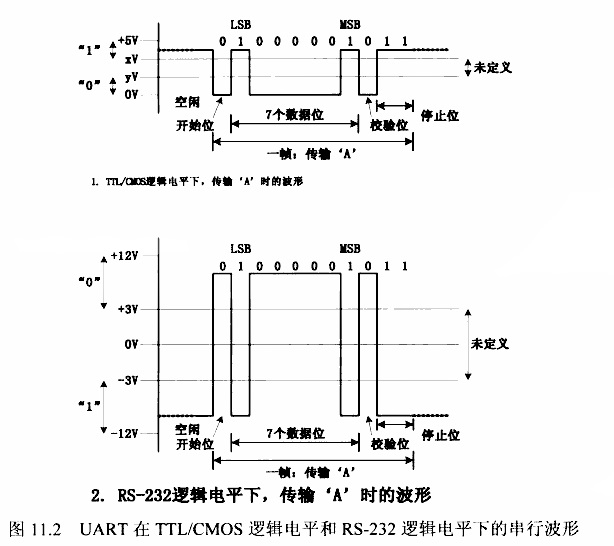 LSB MSB
0 1 0 0 0 0 0 1 0 1 1
+5V
“1”
xV
未定义
“0”
yV
0V
空闲
7个数据位
停止位
开始位
校验位
一帧：传输‘A’
1. TTL/CMOS逻辑电平下，传输‘A’时的波形
LSB MSB
+12V
0 1 0 0 0 0 0 1 0 1 1
“0”
+3V
0V
未定义
-3V
“1”
-12V
空闲
7个数据位
停止位
开始位
校验位
一帧：传输‘A’
2. RS-232逻辑电平下，传输‘A’时的波形
图 11.2 UART 在 TTL/CMOS 逻辑电平和 RS-232 逻辑电平下的串行波形